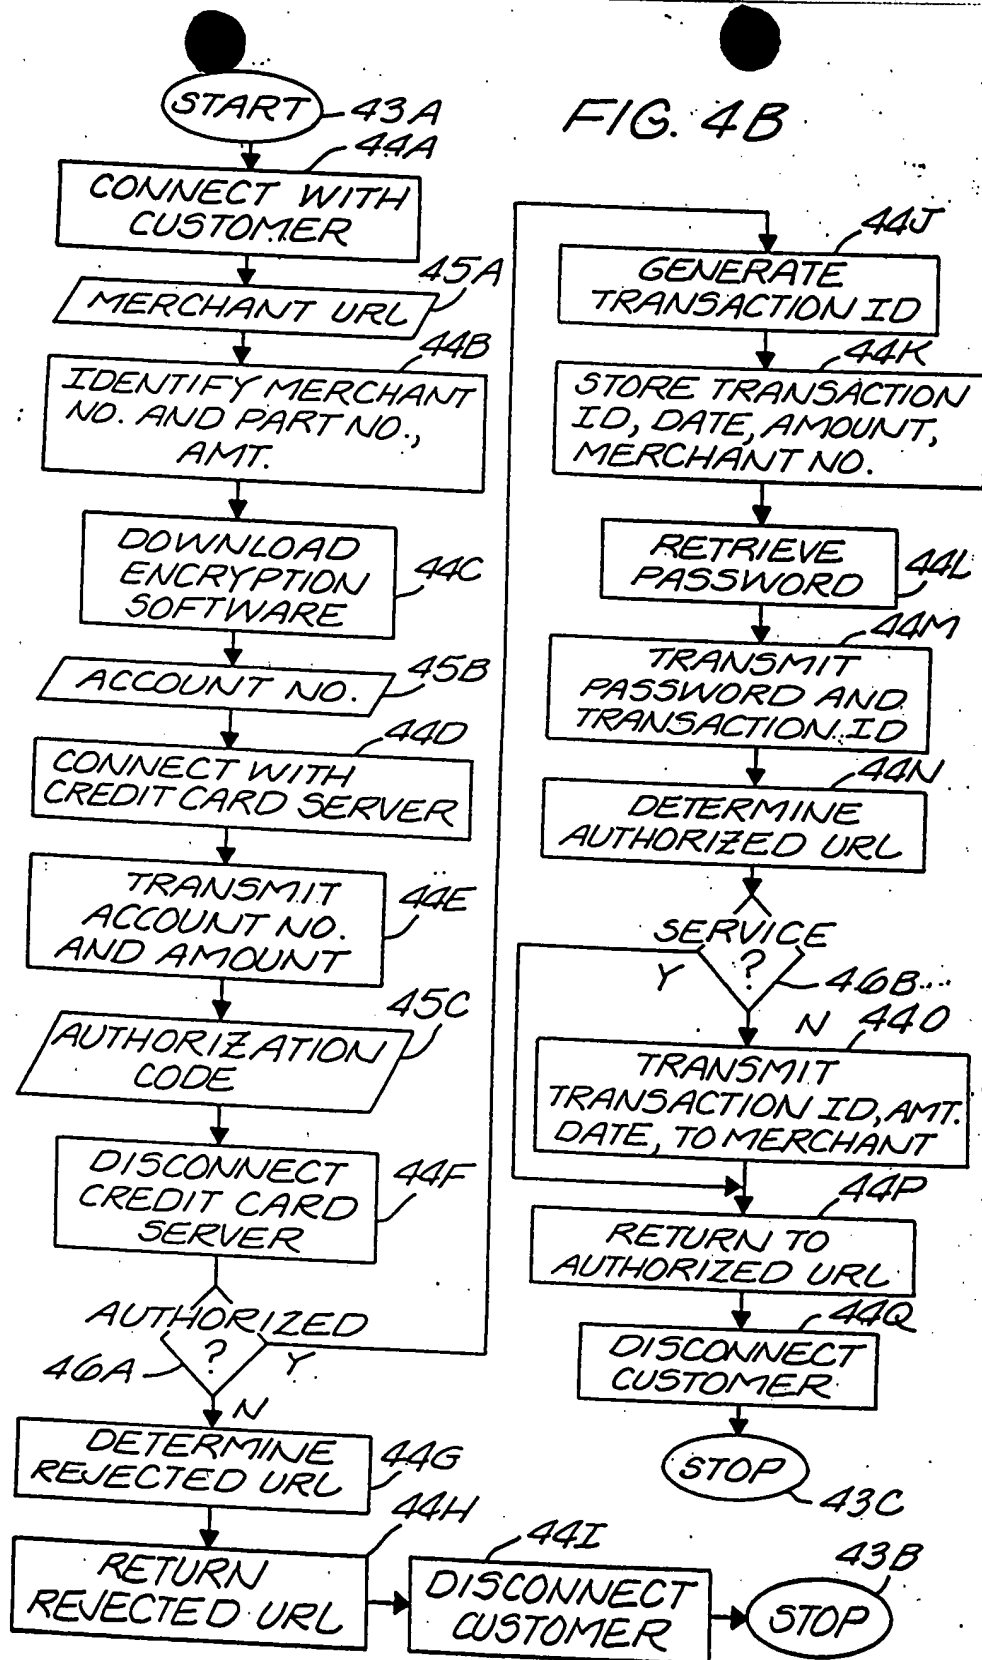 FIG. 4B
START
43A
44A
CONNECT WITH
CUSTOMER
45A
MERCHANT URL
44B
IDENTIFY MERCHANT
NO. AND PART NO.,
AMT.
DOWNLOAD
ENCRYPTION
SOFTWARE
44C
45B
ACCOUNT NO.
44D
CONNECT WITH
CREDIT CARD SERVER
TRANSMIT
ACCOUNT NO.
AND AMOUNT
44E
45C
AUTHORIZATION
CODE
DISCONNECT
CREDIT CARD
SERVER
44F
AUTHORIZED
?
46A
Y
N
DETERMINE
REJECTED URL
44G
44H
RETURN
REJECTED URL
44I
DISCONNECT
CUSTOMER
43B
STOP
44J
GENERATE
TRANSACTION ID
44K
STORE TRANSACTION
ID, DATE, AMOUNT,
MERCHANT NO.
RETRIEVE
PASSWORD
44L
44M
TRANSMIT
PASSWORD AND
TRANSACTION ID
44N
DETERMINE
AUTHORIZED URL
SERVICE
?
Y
46B
N
44O
TRANSMIT
TRANSACTION ID, AMT.
DATE, TO MERCHANT
44P
RETURN TO
AUTHORIZED URL
44Q
DISCONNECT
CUSTOMER
STOP
43C